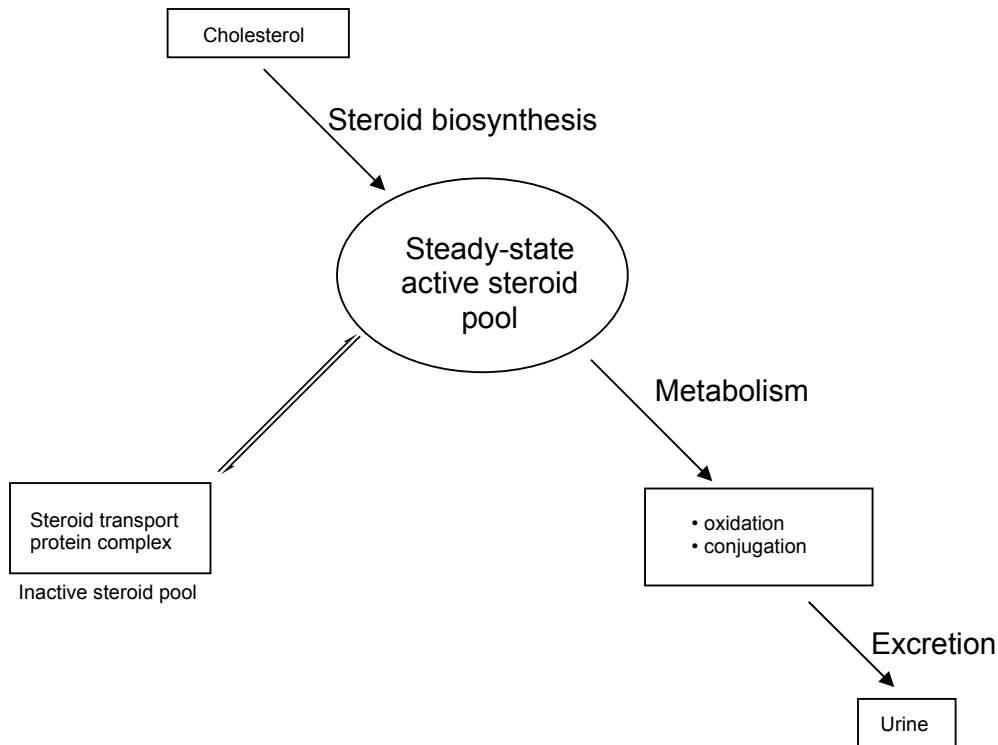 Cholesterol
Steroid biosynthesis
Steady-state
active steroid
pool
Metabolism
Steroid transport
protein complex
Inactive steroid pool
• oxidation
• conjugation
Excretion
Urine